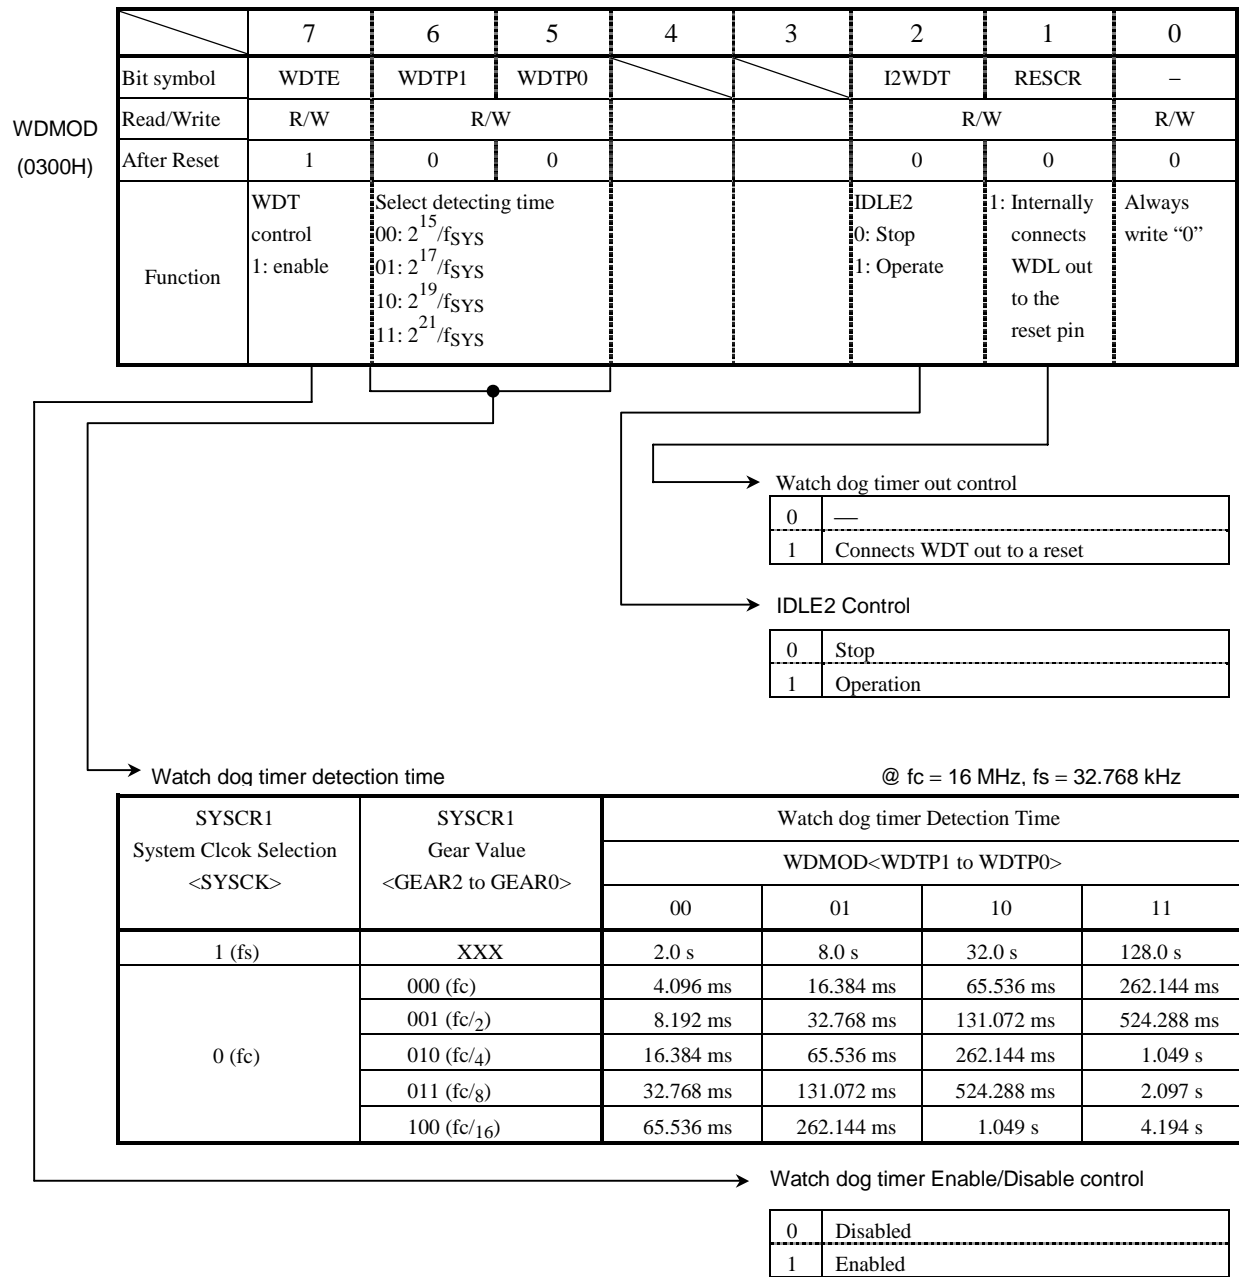 7 6 5 4 3 2 1 0
Bit symbol WDTE WDTP1 WDTP0 I2WDT RESCR –
WDMOD
(0300H)
Read/Write R/W R/W R/W R/W
After Reset 1 0 0 0 0 0
Function
WDT
control
1: enable
Select detecting time
00: 2^15/fSYS
01: 2^17/fSYS
10: 2^19/fSYS
11: 2^21/fSYS
IDLE2
0: Stop
1: Operate
1: Internally
connects
WDL out
to the
reset pin
Always
write “0”
Watch dog timer out control
0 —
1 Connects WDT out to a reset
IDLE2 Control
0 Stop
1 Operation
Watch dog timer detection time @ fc = 16 MHz, fs = 32.768 kHz
SYSCR1
System Clcok Selection
<SYSCK>
SYSCR1
Gear Value
<GEAR2 to GEAR0>
Watch dog timer Detection Time
WDMOD<WDTP1 to WDTP0>
00 01 10 11
1 (fs) XXX 2.0 s 8.0 s 32.0 s 128.0 s
0 (fc)
000 (fc) 4.096 ms 16.384 ms 65.536 ms 262.144 ms
001 (fc/2) 8.192 ms 32.768 ms 131.072 ms 524.288 ms
010 (fc/4) 16.384 ms 65.536 ms 262.144 ms 1.049 s
011 (fc/8) 32.768 ms 131.072 ms 524.288 ms 2.097 s
100 (fc/16) 65.536 ms 262.144 ms 1.049 s 4.194 s
Watch dog timer Enable/Disable control
0 Disabled
1 Enabled